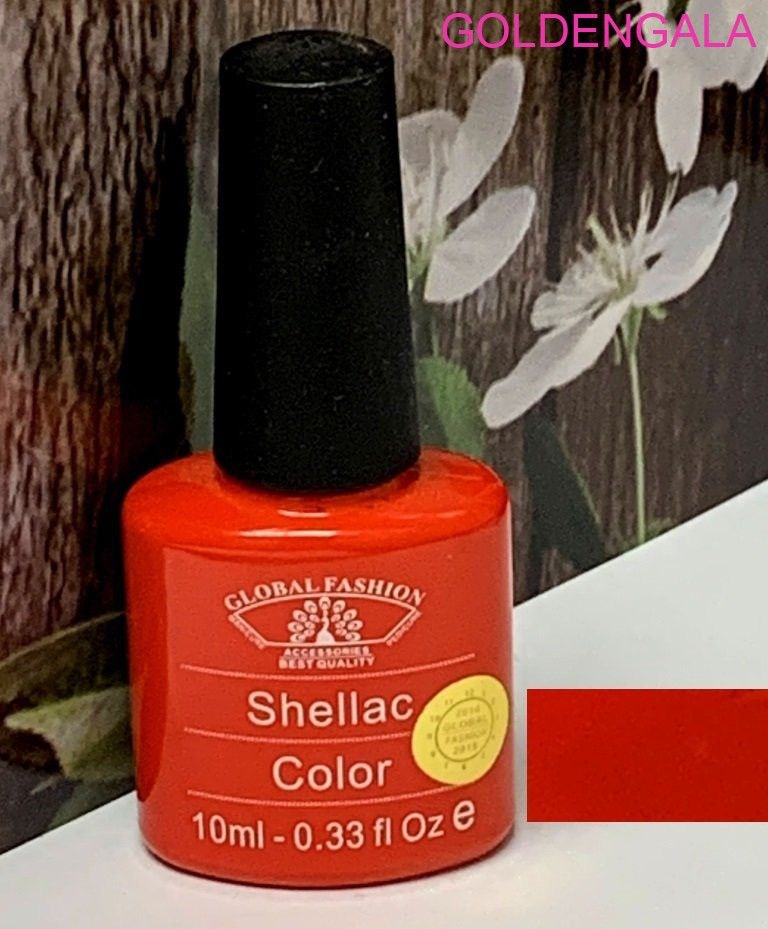 GOLDENGALA
GLOBAL FASHION
ACCESSORIES
BEST QUALITY
Shellac
Color
10ml - 0.33 fl Oz e
GLOBAL
FASHION